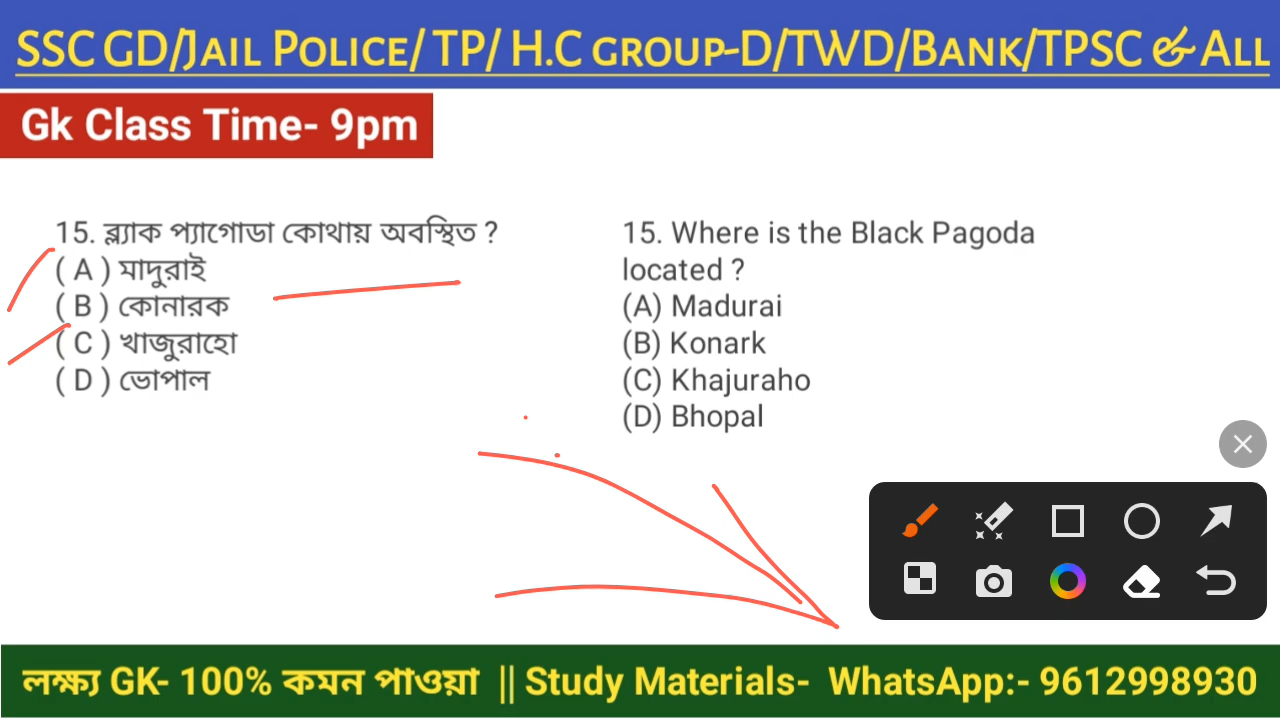 SSC GD/Jail Police/ TP/ H.C group-D/TWD/Bank/TPSC & All
Gk Class Time- 9pm
15. ব্ল্যাক প্যাগোডা কোথায় অবস্থিত ?
( A ) মাদুরাই
( B ) কোনারক
( C ) খাজুরাহো
( D ) ভোপাল
15. Where is the Black Pagoda
located ?
(A) Madurai
(B) Konark
(C) Khajuraho
(D) Bhopal
লক্ষ্য GK- 100% কমন পাওয়া || Study Materials- WhatsApp:- 9612998930